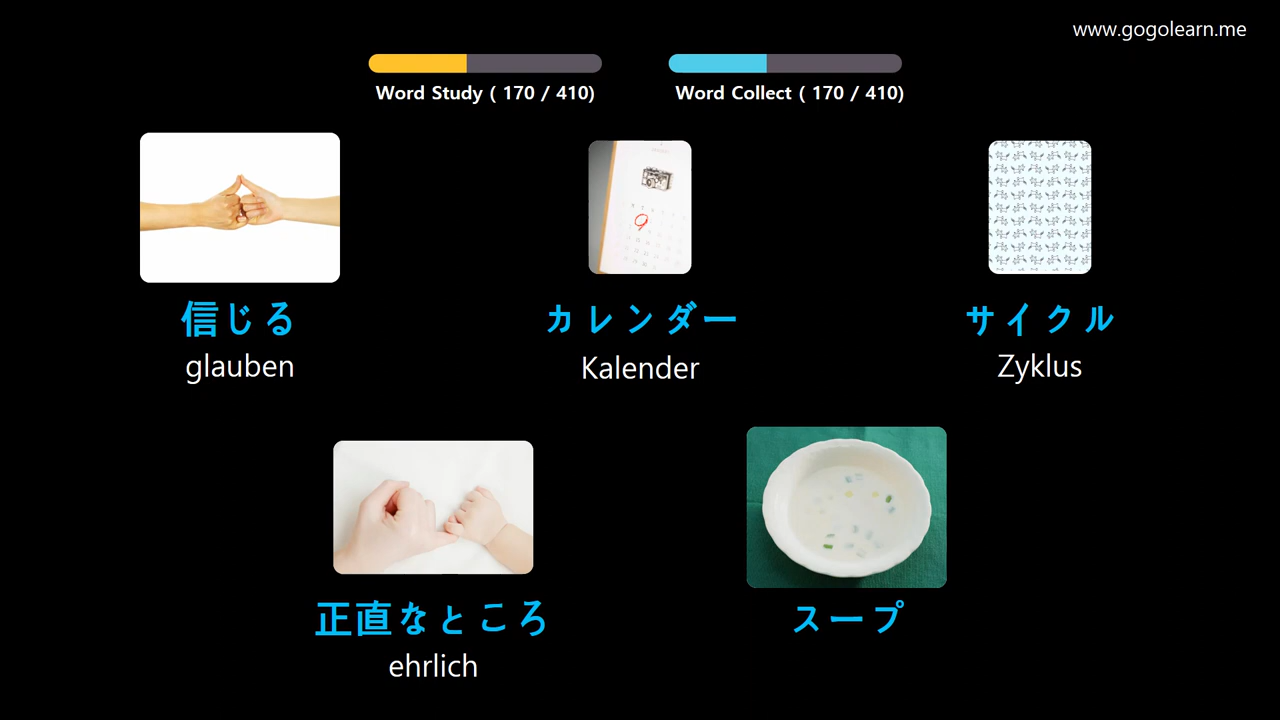 www.gogolearn.me
Word Study ( 170 / 410)
Word Collect ( 170 / 410)
信じる
glauben
カレンダー
Kalender
サイクル
Zyklus
正直なところ
ehrlich
スープ